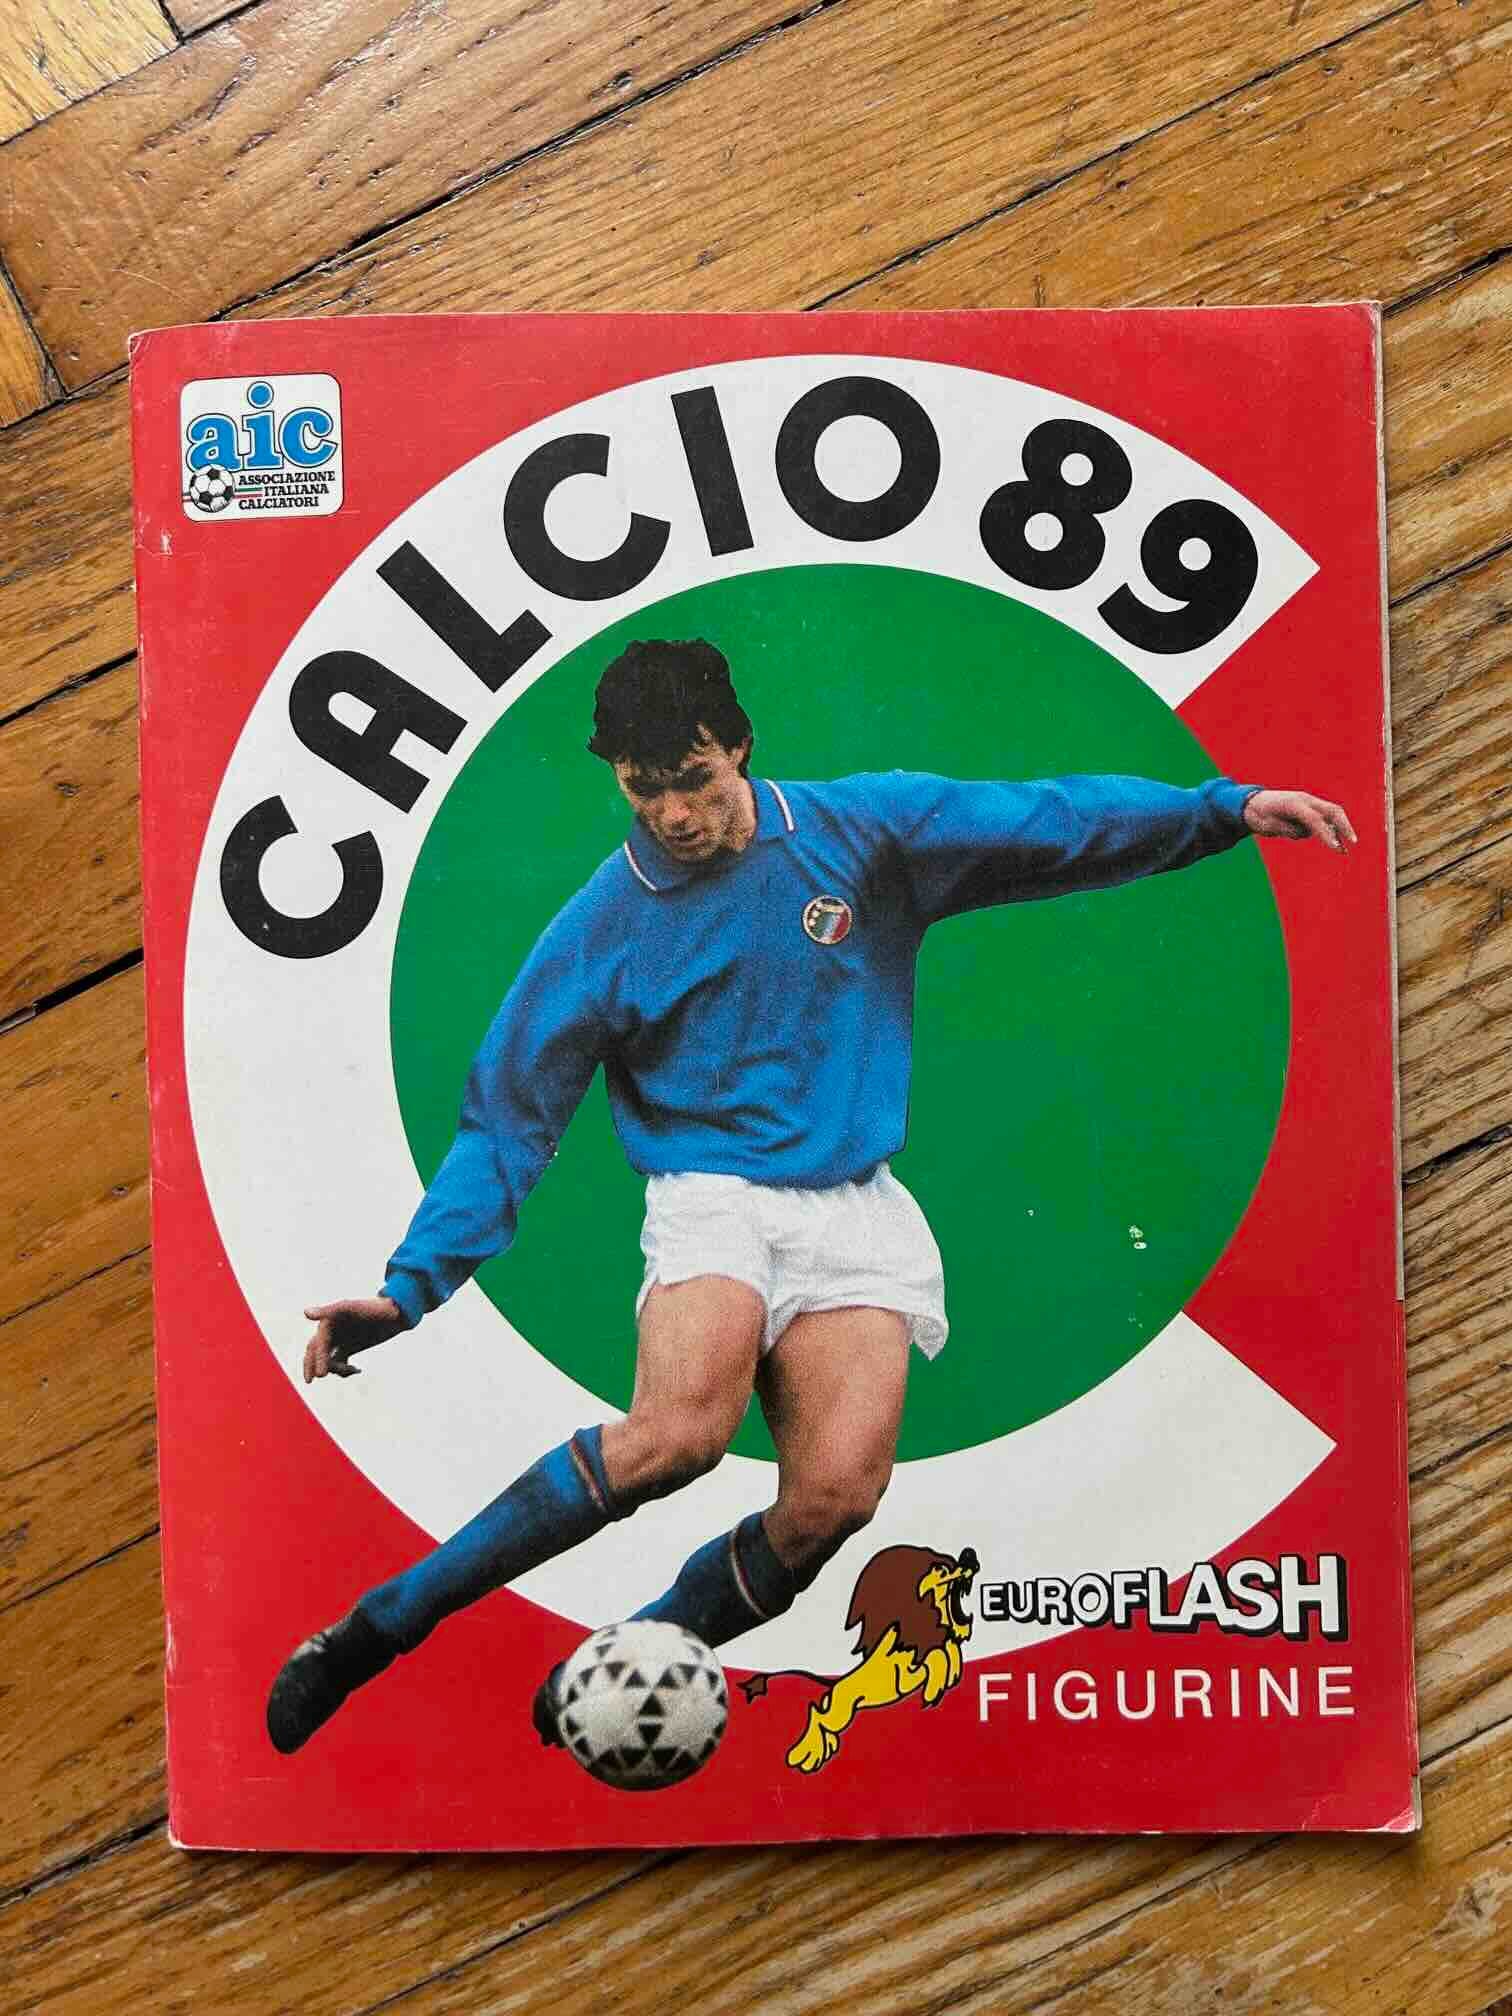 aic
ASSOCIAZIONE
ITALIANA
CALCIATORI
CALCIO 89
EUROFLASH
FIGURINE